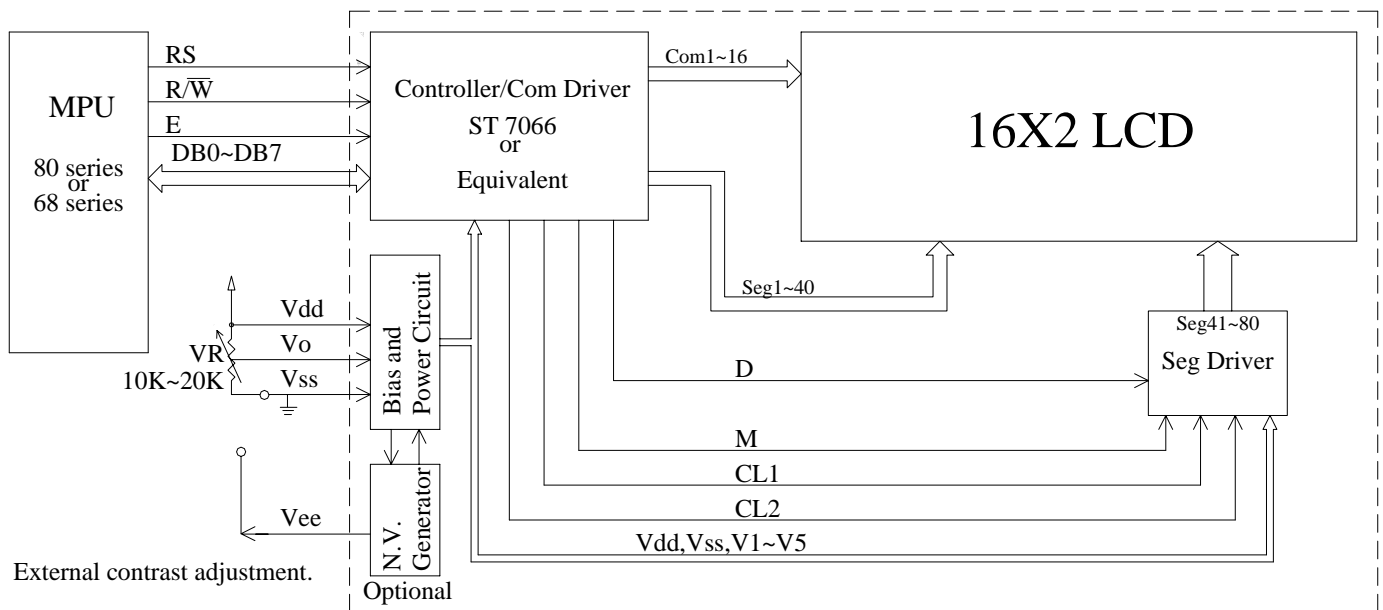 RS
R/W̅
E
DB0~DB7
MPU
80 series
or
68 series
Controller/Com Driver
ST 7066
or
Equivalent
Com1~16
16X2 LCD
Seg1~40
Seg41~80
Seg Driver
Vdd
Vo
VR
10K~20K
Vss
Bias and
Power Circuit
D
M
CL1
CL2
Vdd,Vss,V1~V5
Vee
N.V.
Generator
Optional
External contrast adjustment.